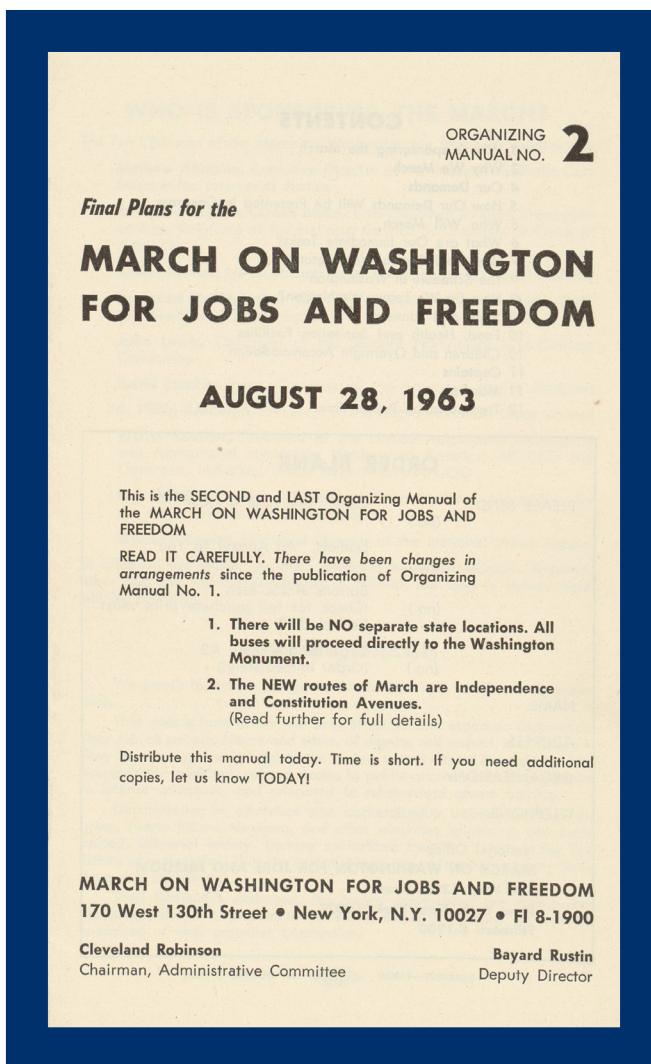 ORGANIZING
MANUAL NO. 2
Final Plans for the
MARCH ON WASHINGTON
FOR JOBS AND FREEDOM
AUGUST 28, 1963
This is the SECOND and LAST Organizing Manual of
the MARCH ON WASHINGTON FOR JOBS AND
FREEDOM
READ IT CAREFULLY. There have been changes in
arrangements since the publication of Organizing
Manual No. 1.
1. There will be NO separate state locations. All
buses will proceed directly to the Washington
Monument.
2. The NEW routes of March are Independence
and Constitution Avenues.
(Read further for full details)
Distribute this manual today. Time is short. If you need additional
copies, let us know TODAY!
MARCH ON WASHINGTON FOR JOBS AND FREEDOM
170 West 130th Street • New York, N.Y. 10027 • FI 8-1900
Cleveland Robinson
Chairman, Administrative Committee
Bayard Rustin
Deputy Director